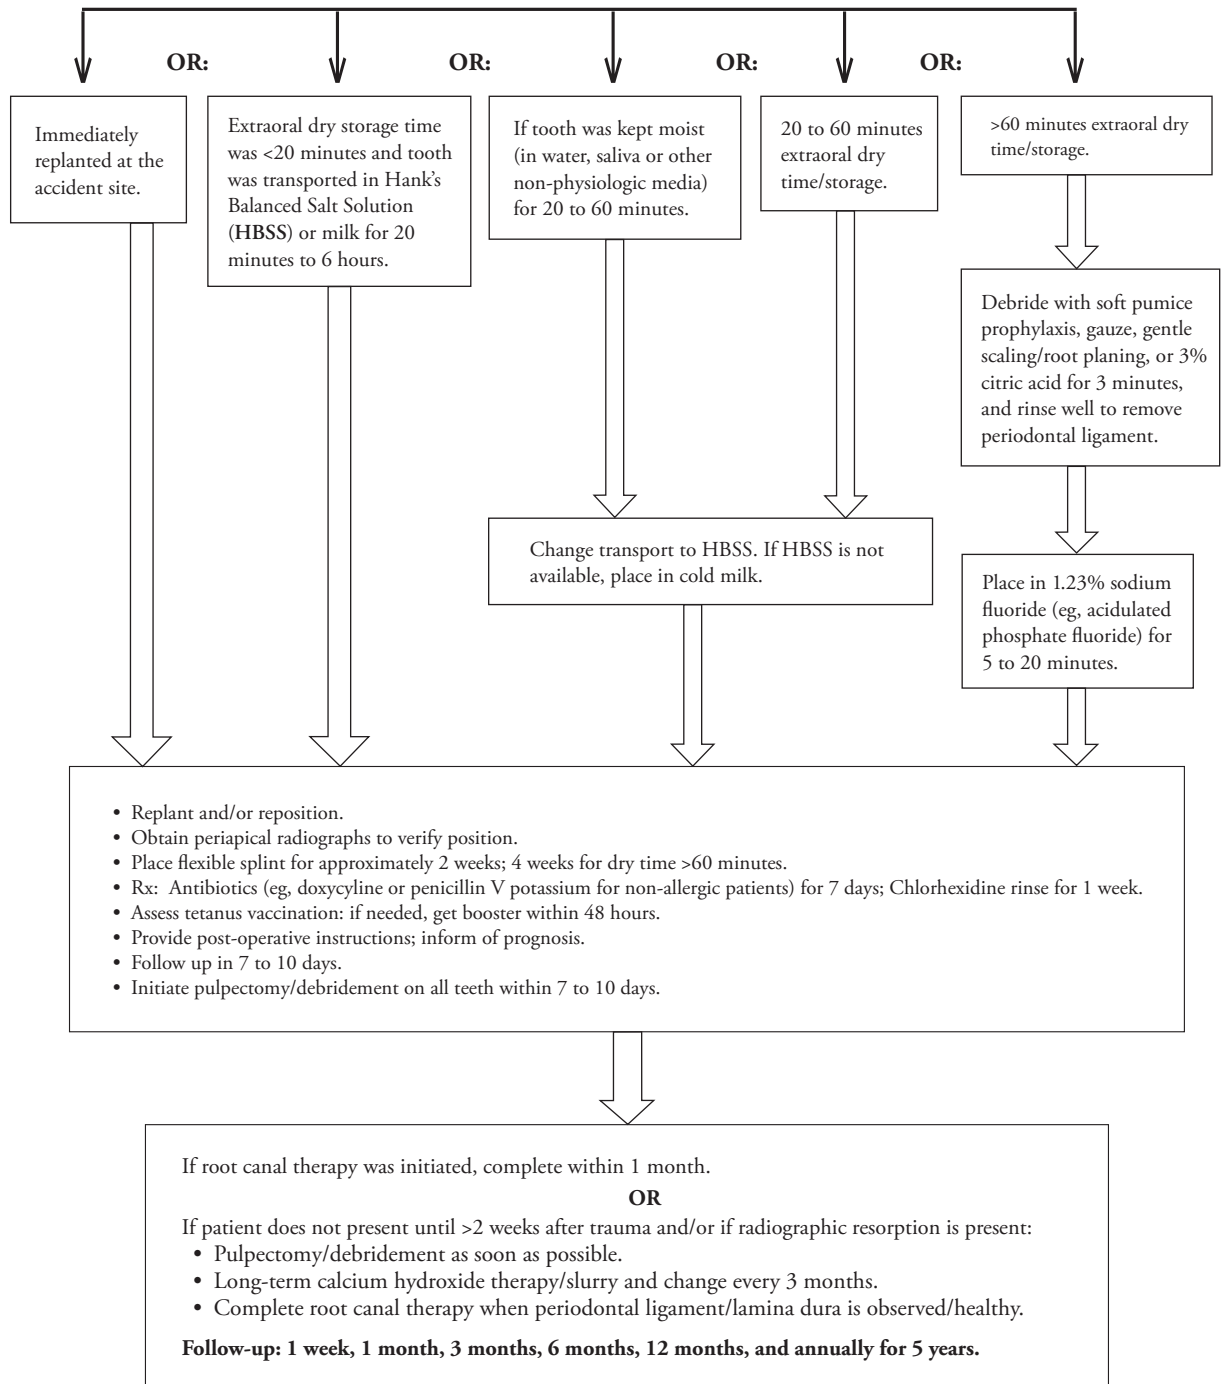 OR:
OR:
OR:
OR:
Immediately
replanted at the
accident site.
Extraoral dry storage time
was <20 minutes and tooth
was transported in Hank's
Balanced Salt Solution
(HBSS) or milk for 20
minutes to 6 hours.
If tooth was kept moist
(in water, saliva or other
non-physiologic media)
for 20 to 60 minutes.
20 to 60 minutes
extraoral dry
time/storage.
>60 minutes extraoral dry
time/storage.
Debride with soft pumice
prophylaxis, gauze, gentle
scaling/root planing, or 3%
citric acid for 3 minutes,
and rinse well to remove
periodontal ligament.
Change transport to HBSS. If HBSS is not
available, place in cold milk.
Place in 1.23% sodium
fluoride (eg, acidulated
phosphate fluoride) for
5 to 20 minutes.
• Replant and/or reposition.
• Obtain periapical radiographs to verify position.
• Place flexible splint for approximately 2 weeks; 4 weeks for dry time >60 minutes.
• Rx: Antibiotics (eg, doxycyline or penicillin V potassium for non-allergic patients) for 7 days; Chlorhexidine rinse for 1 week.
• Assess tetanus vaccination: if needed, get booster within 48 hours.
• Provide post-operative instructions; inform of prognosis.
• Follow up in 7 to 10 days.
• Initiate pulpectomy/debridement on all teeth within 7 to 10 days.
If root canal therapy was initiated, complete within 1 month.
OR
If patient does not present until >2 weeks after trauma and/or if radiographic resorption is present:
• Pulpectomy/debridement as soon as possible.
• Long-term calcium hydroxide therapy/slurry and change every 3 months.
• Complete root canal therapy when periodontal ligament/lamina dura is observed/healthy.
Follow-up: 1 week, 1 month, 3 months, 6 months, 12 months, and annually for 5 years.